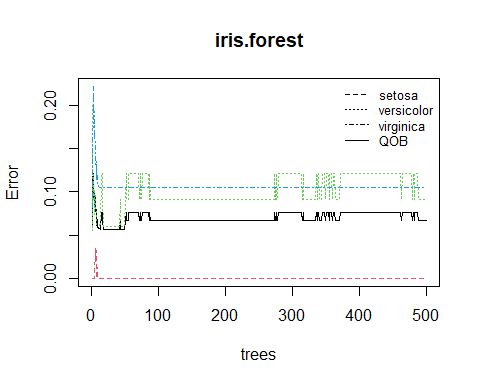 iris.forest
setosa
versicolor
virginica
QOB
Error
0.20
0.10
0.00
0 100 200 300 400 500
trees